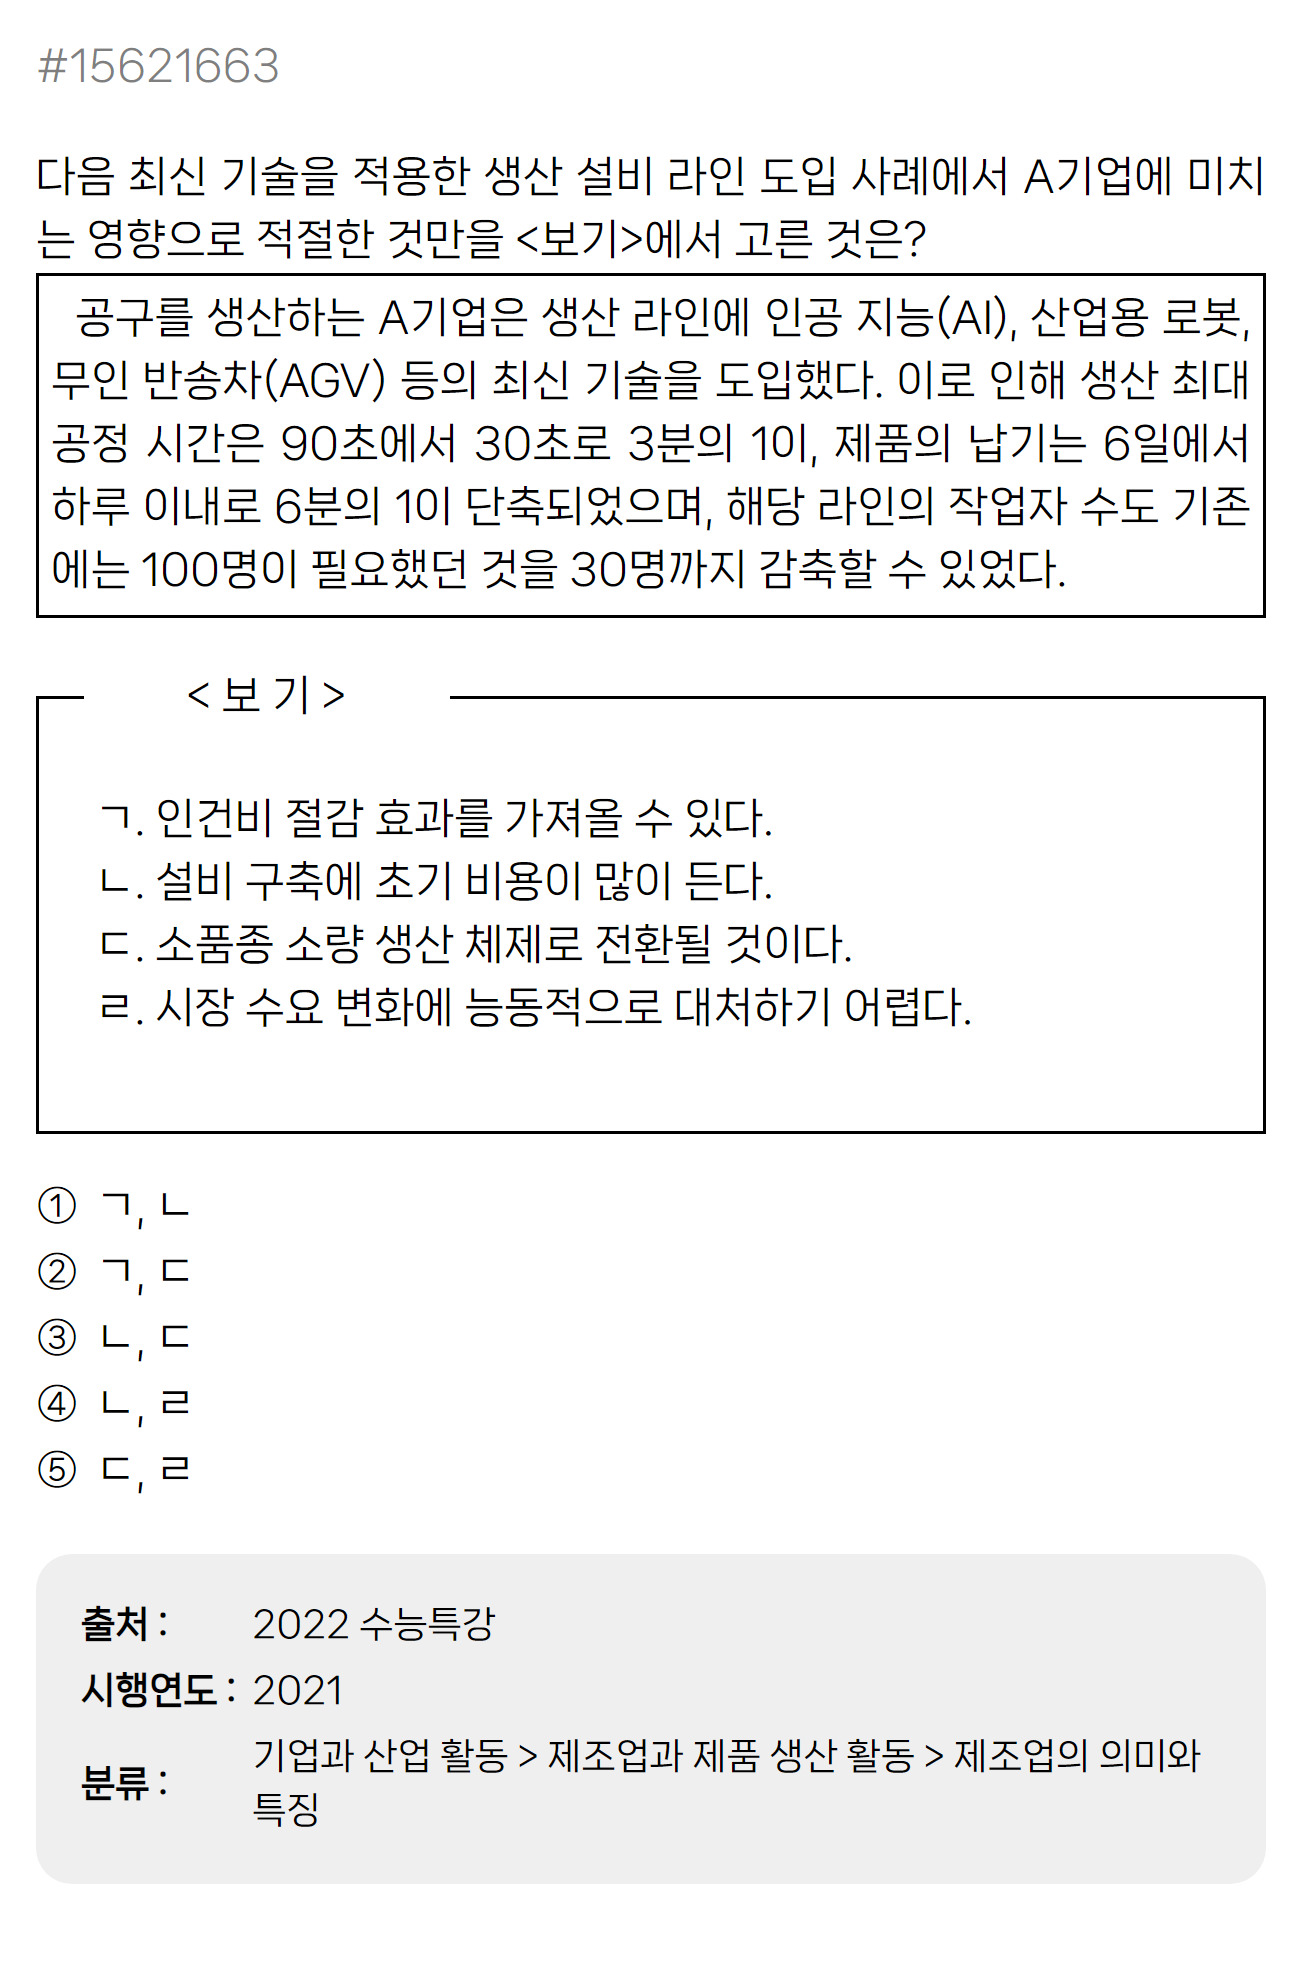 #15621663
다음 최신 기술을 적용한 생산 설비 라인 도입 사례에서 A기업에 미치
는 영향으로 적절한 것만을 <보기>에서 고른 것은?
공구를 생산하는 A기업은 생산 라인에 인공 지능(AI), 산업용 로봇,
무인 반송차(AGV) 등의 최신 기술을 도입했다. 이로 인해 생산 최대
공정 시간은 90초에서 30초로 3분의 1이, 제품의 납기는 6일에서
하루 이내로 6분의 1이 단축되었으며, 해당 라인의 작업자 수도 기존
에는 100명이 필요했던 것을 30명까지 감축할 수 있었다.
< 보 기 >
ㄱ. 인건비 절감 효과를 가져올 수 있다.
ㄴ. 설비 구축에 초기 비용이 많이 든다.
ㄷ. 소품종 소량 생산 체제로 전환될 것이다.
ㄹ. 시장 수요 변화에 능동적으로 대처하기 어렵다.
① ㄱ, ㄴ
② ㄱ, ㄷ
③ ㄴ, ㄷ
④ ㄴ, ㄹ
⑤ ㄷ, ㄹ
출처 : 2022 수능특강
시행연도 : 2021
분류 : 기업과 산업 활동 > 제조업과 제품 생산 활동 > 제조업의 의미와
특징